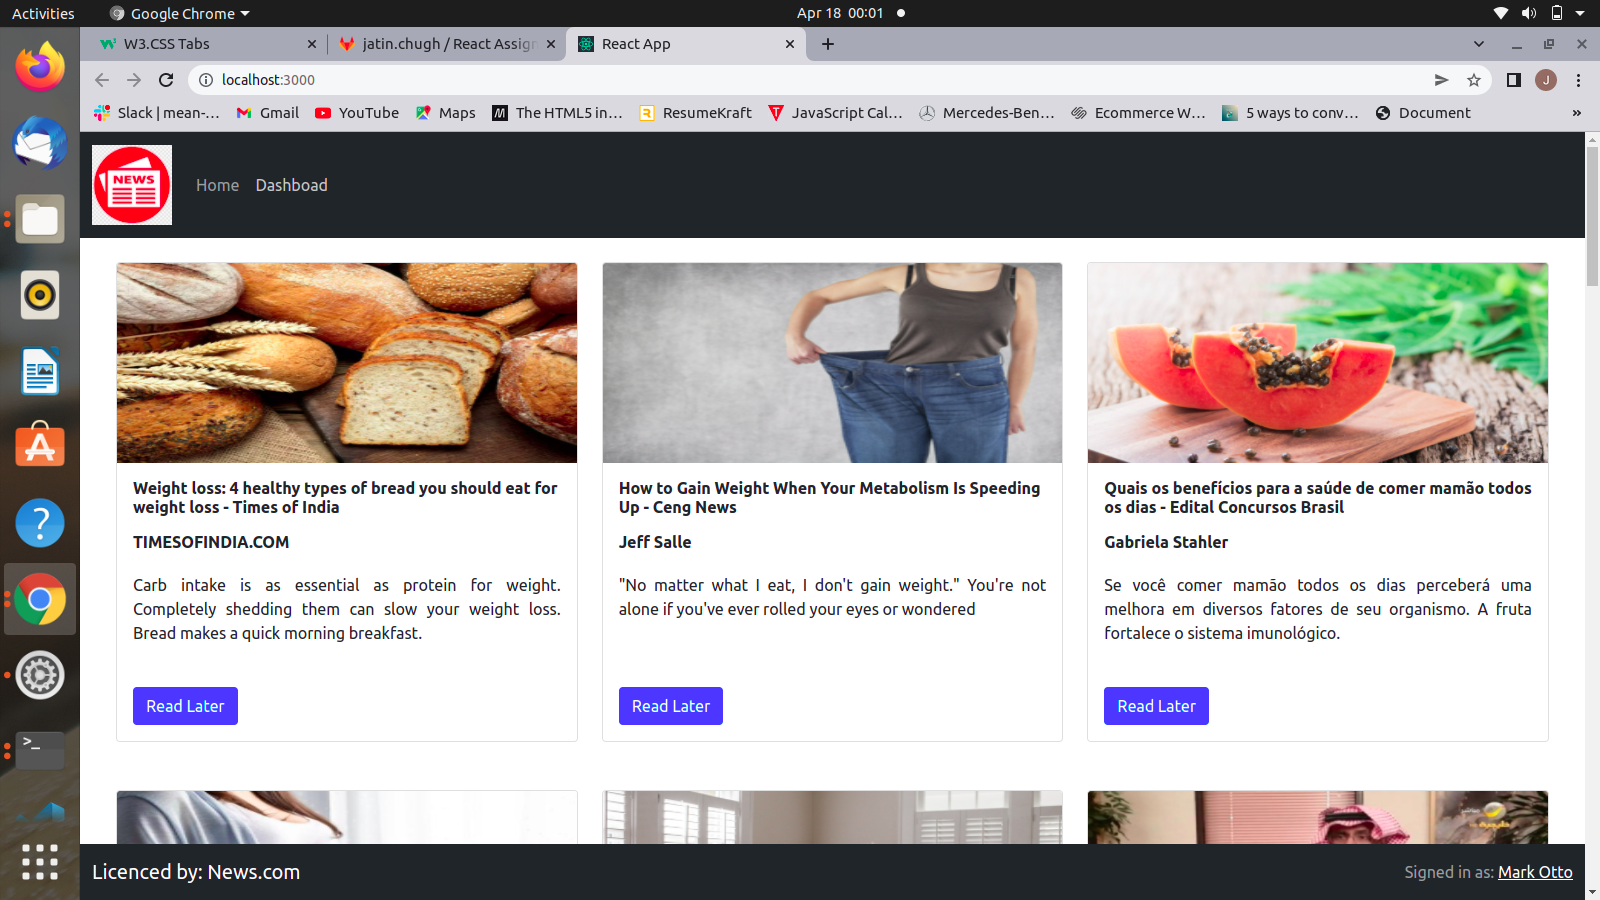 Activities
Google Chrome
Apr 18 00:01
W3.CSS Tabs
jatin.chugh / React Assign
React App
localhost:3000
J
Slack | mean-...
Gmail
YouTube
Maps
The HTML5 in...
ResumeKraft
JavaScript Cal...
Mercedes-Ben...
Ecommerce W...
5 ways to conv...
Document
»
NEWS
Home
Dashboad
Weight loss: 4 healthy types of bread you should eat for
weight loss - Times of India
TIMESOFINDIA.COM
Carb intake is as essential as protein for weight.
Completely shedding them can slow your weight loss.
Bread makes a quick morning breakfast.
Read Later
How to Gain Weight When Your Metabolism Is Speeding
Up - Ceng News
Jeff Salle
"No matter what I eat, I don't gain weight." You're not
alone if you've ever rolled your eyes or wondered
Read Later
Quais os benefícios para a saúde de comer mamão todos
os dias - Edital Concursos Brasil
Gabriela Stahler
Se você comer mamão todos os dias perceberá uma
melhora em diversos fatores de seu organismo. A fruta
fortalece o sistema imunológico.
Read Later
Licenced by: News.com
Signed in as: Mark Otto